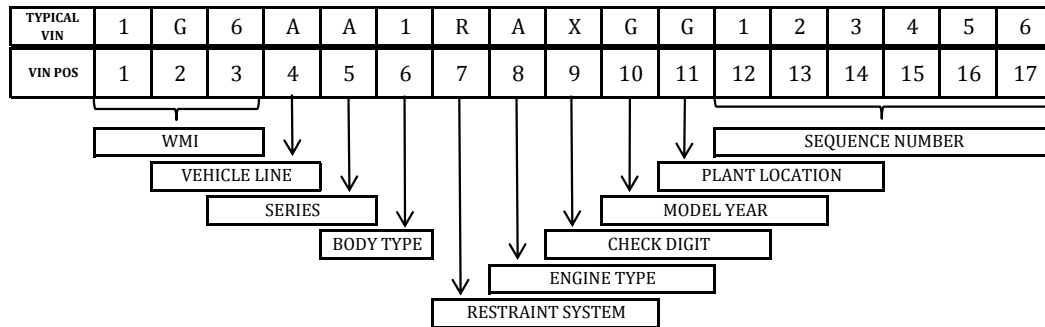 TYPICAL VIN 1 G 6 A A 1 R A X G G 1 2 3 4 5 6
VIN POS 1 2 3 4 5 6 7 8 9 10 11 12 13 14 15 16 17
WMI SEQUENCE NUMBER
VEHICLE LINE PLANT LOCATION
SERIES MODEL YEAR
BODY TYPE CHECK DIGIT
ENGINE TYPE
RESTRAINT SYSTEM